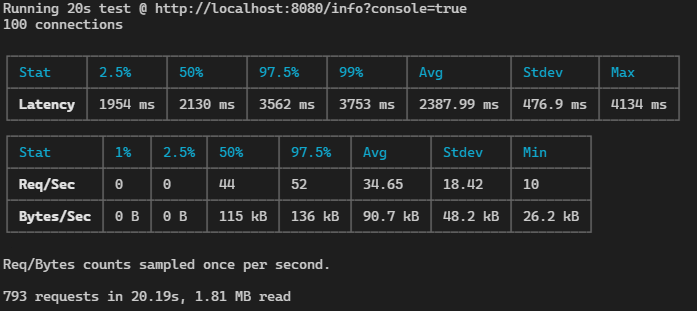 Running 20s test @ http://localhost:8080/info?console=true
100 connections
Stat 2.5% 50% 97.5% 99% Avg Stdev Max
Latency 1954 ms 2130 ms 3562 ms 3753 ms 2387.99 ms 476.9 ms 4134 ms
Stat 1% 2.5% 50% 97.5% Avg Stdev Min
Req/Sec 0 0 44 52 34.65 18.42 10
Bytes/Sec 0 B 0 B 115 kB 136 kB 90.7 kB 48.2 kB 26.2 kB
Req/Bytes counts sampled once per second.
793 requests in 20.19s, 1.81 MB read